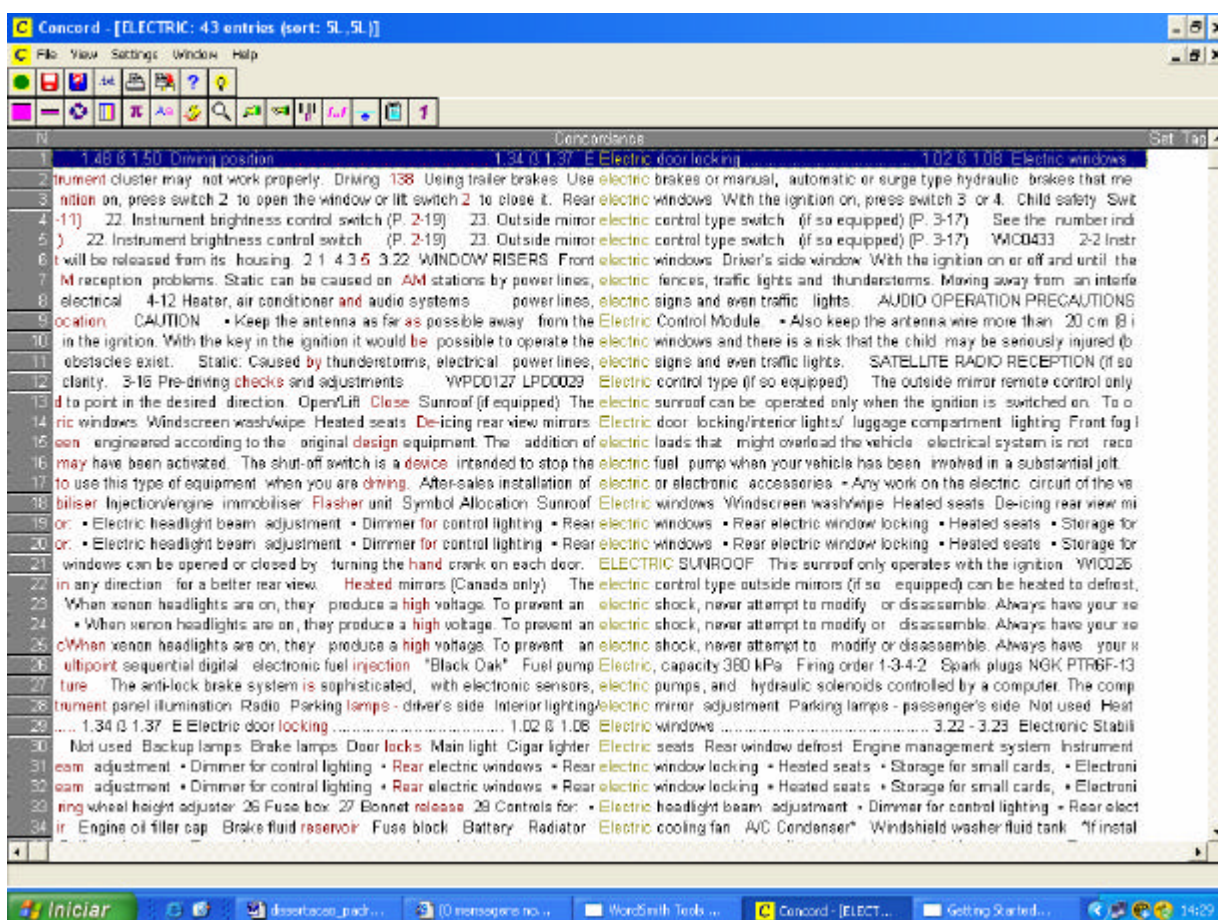 Concord - [ELECTRIC: 43 entries (sort: 5L,5L)]
File View Settings Window Help
N Concordance Set Tag
1 1.48 ß 1.50 Driving position 1.34 ß 1.37 E Electric door locking 1.02 ß 1.08 Electric windows
2 trument cluster may not work properly. Driving 138 Using trailer brakes Use electric brakes or manual, automatic or surge type hydraulic brakes that me
3 nition on, press switch 2 to open the window or lift switch 2 to close it. Rear electric windows With the ignition on, press switch 3 or 4. Child safety Swit
4 -11) 22. Instrument brightness control switch (P. 2-19) 23. Outside mirror electric control type switch (if so equipped) (P. 3-17) See the number indi
5 ) 22. Instrument brightness control switch (P. 2-19) 23. Outside mirror electric control type switch (if so equipped) (P. 3-17) WIC0433 2-2 Instr
6 t will be released from its housing. 2 1 4 3 5 3.22 WINDOW RISERS Front electric windows Driver's side window With the ignition on or off and until the
7 M reception problems. Static can be caused on AM stations by power lines, electric fences, traffic lights and thunderstorms. Moving away from an interfe
8 electrical 4-12 Heater, air conditioner and audio systems power lines, electric signs and even traffic lights. AUDIO OPERATION PRECAUTIONS
9 ocation. CAUTION • Keep the antenna as far as possible away from the Electric Control Module. • Also keep the antenna wire more than 20 cm (8 i
10 in the ignition. With the key in the ignition it would be possible to operate the electric windows and there is a risk that the child may be seriously injured (b
11 obstacles exist. Static: Caused by thunderstorms, electrical power lines, electric signs and even traffic lights. SATELLITE RADIO RECEPTION (if so
12 clarity. 3-16 Pre-driving checks and adjustments WPD0127 LPD0029 Electric control type (if so equipped) The outside mirror remote control only
13 d to point in the desired direction. Open/Lift Close Sunroof (if equipped) The electric sunroof can be operated only when the ignition is switched on. To o
14 ric windows Windscreen wash/wipe Heated seats De-icing rear view mirrors Electric door locking/interior lights/ luggage compartment lighting Front fog l
15 een engineered according to the original design equipment. The addition of electric loads that might overload the vehicle electrical system is not reco
16 may have been activated. The shut-off switch is a device intended to stop the electric fuel pump when your vehicle has been involved in a substantial jolt.
17 to use this type of equipment when you are driving. After-sales installation of electric or electronic accessories • Any work on the electric circuit of the ve
18 biliser Injection/engine immobiliser Flasher unit Symbol Allocation Sunroof Electric windows Windscreen wash/wipe Heated seats De-icing rear view mi
19 or: • Electric headlight beam adjustment • Dimmer for control lighting • Rear electric windows • Rear electric window locking • Heated seats • Storage for
20 or: • Electric headlight beam adjustment • Dimmer for control lighting • Rear electric windows • Rear electric window locking • Heated seats • Storage for
21 windows can be opened or closed by turning the hand crank on each door. ELECTRIC SUNROOF This sunroof only operates with the ignition WIC026
22 in any direction for a better rear view. Heated mirrors (Canada only) The electric control type outside mirrors (if so equipped) can be heated to defrost,
23 When xenon headlights are on, they produce a high voltage. To prevent an electric shock, never attempt to modify or disassemble. Always have your xe
24 • When xenon headlights are on, they produce a high voltage. To prevent an electric shock, never attempt to modify or disassemble. Always have your xe
25 cWhen xenon headlights are on, they produce a high voltage. To prevent an electric shock, never attempt to modify or disassemble. Always have your x
26 ultipoint sequential digital electronic fuel injection "Black Oak" Fuel pump Electric, capacity 380 kPa Firing order 1-3-4-2 Spark plugs NGK PTR6F-13
27 ture The anti-lock brake system is sophisticated, with electronic sensors, electric pumps, and hydraulic solenoids controlled by a computer. The comp
28 trument panel illumination Radio Parking lamps - driver's side Interior lighting/electric mirror adjustment Parking lamps - passenger's side Not used Heat
29 ..... 1.34 ß 1.37 E Electric door locking 1.02 ß 1.08 Electric windows 3.22 - 3.23 Electronic Stabili
30 Not used Backup lamps Brake lamps Door locks Main light Cigar lighter Electric seats Rear window defrost Engine management system Instrument
31 eam adjustment • Dimmer for control lighting • Rear electric windows • Rear electric window locking • Heated seats • Storage for small cards, • Electroni
32 eam adjustment • Dimmer for control lighting • Rear electric windows • Rear electric window locking • Heated seats • Storage for small cards, • Electroni
33 ring wheel height adjuster 26 Fuse box 27 Bonnet release 28 Controls for: • Electric headlight beam adjustment • Dimmer for control lighting • Rear elect
34 ir Engine oil filler cap Brake fluid reservoir Fuse block Battery Radiator Electric cooling fan A/C Condenser* Windshield washer fluid tank *If instal
Iniciar dissertacao_padr... (0 mensagens no... WordSmith Tools ... Concord - [ELECT... Getting Started... 14:29